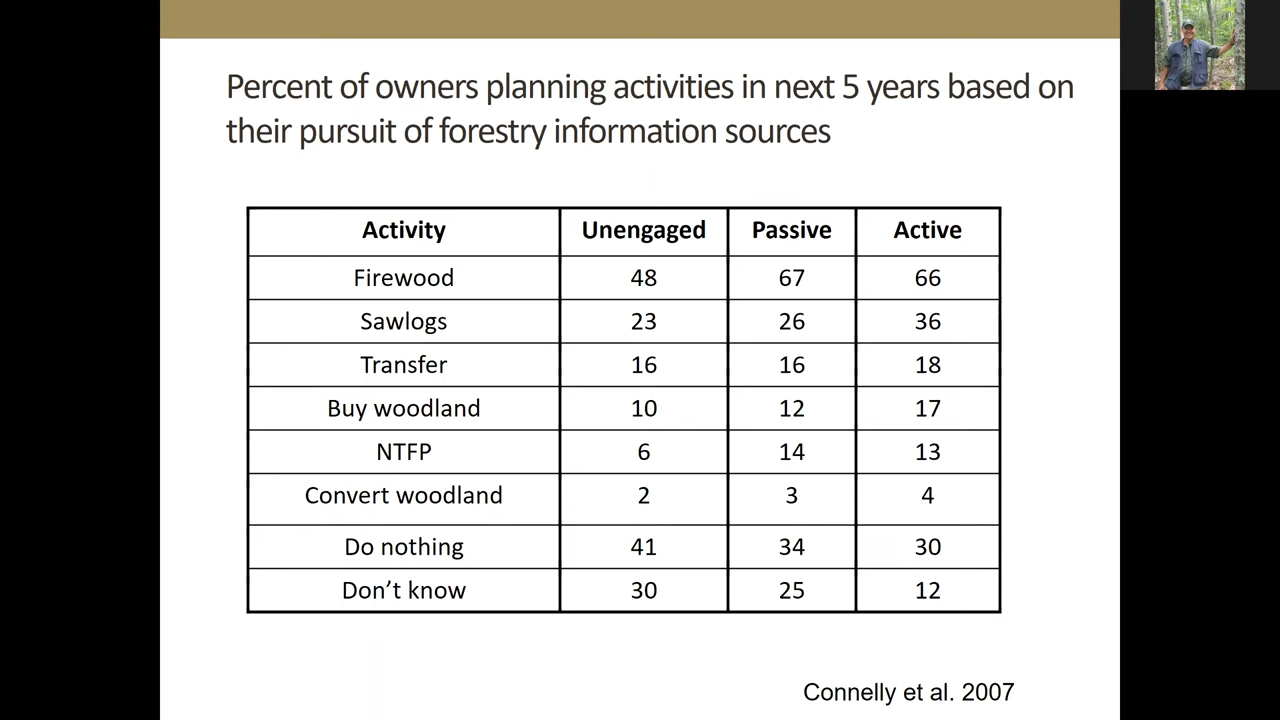 Percent of owners planning activities in next 5 years based on
their pursuit of forestry information sources
Activity Unengaged Passive Active
Firewood 48 67 66
Sawlogs 23 26 36
Transfer 16 16 18
Buy woodland 10 12 17
NTFP 6 14 13
Convert woodland 2 3 4
Do nothing 41 34 30
Don’t know 30 25 12
Connelly et al. 2007